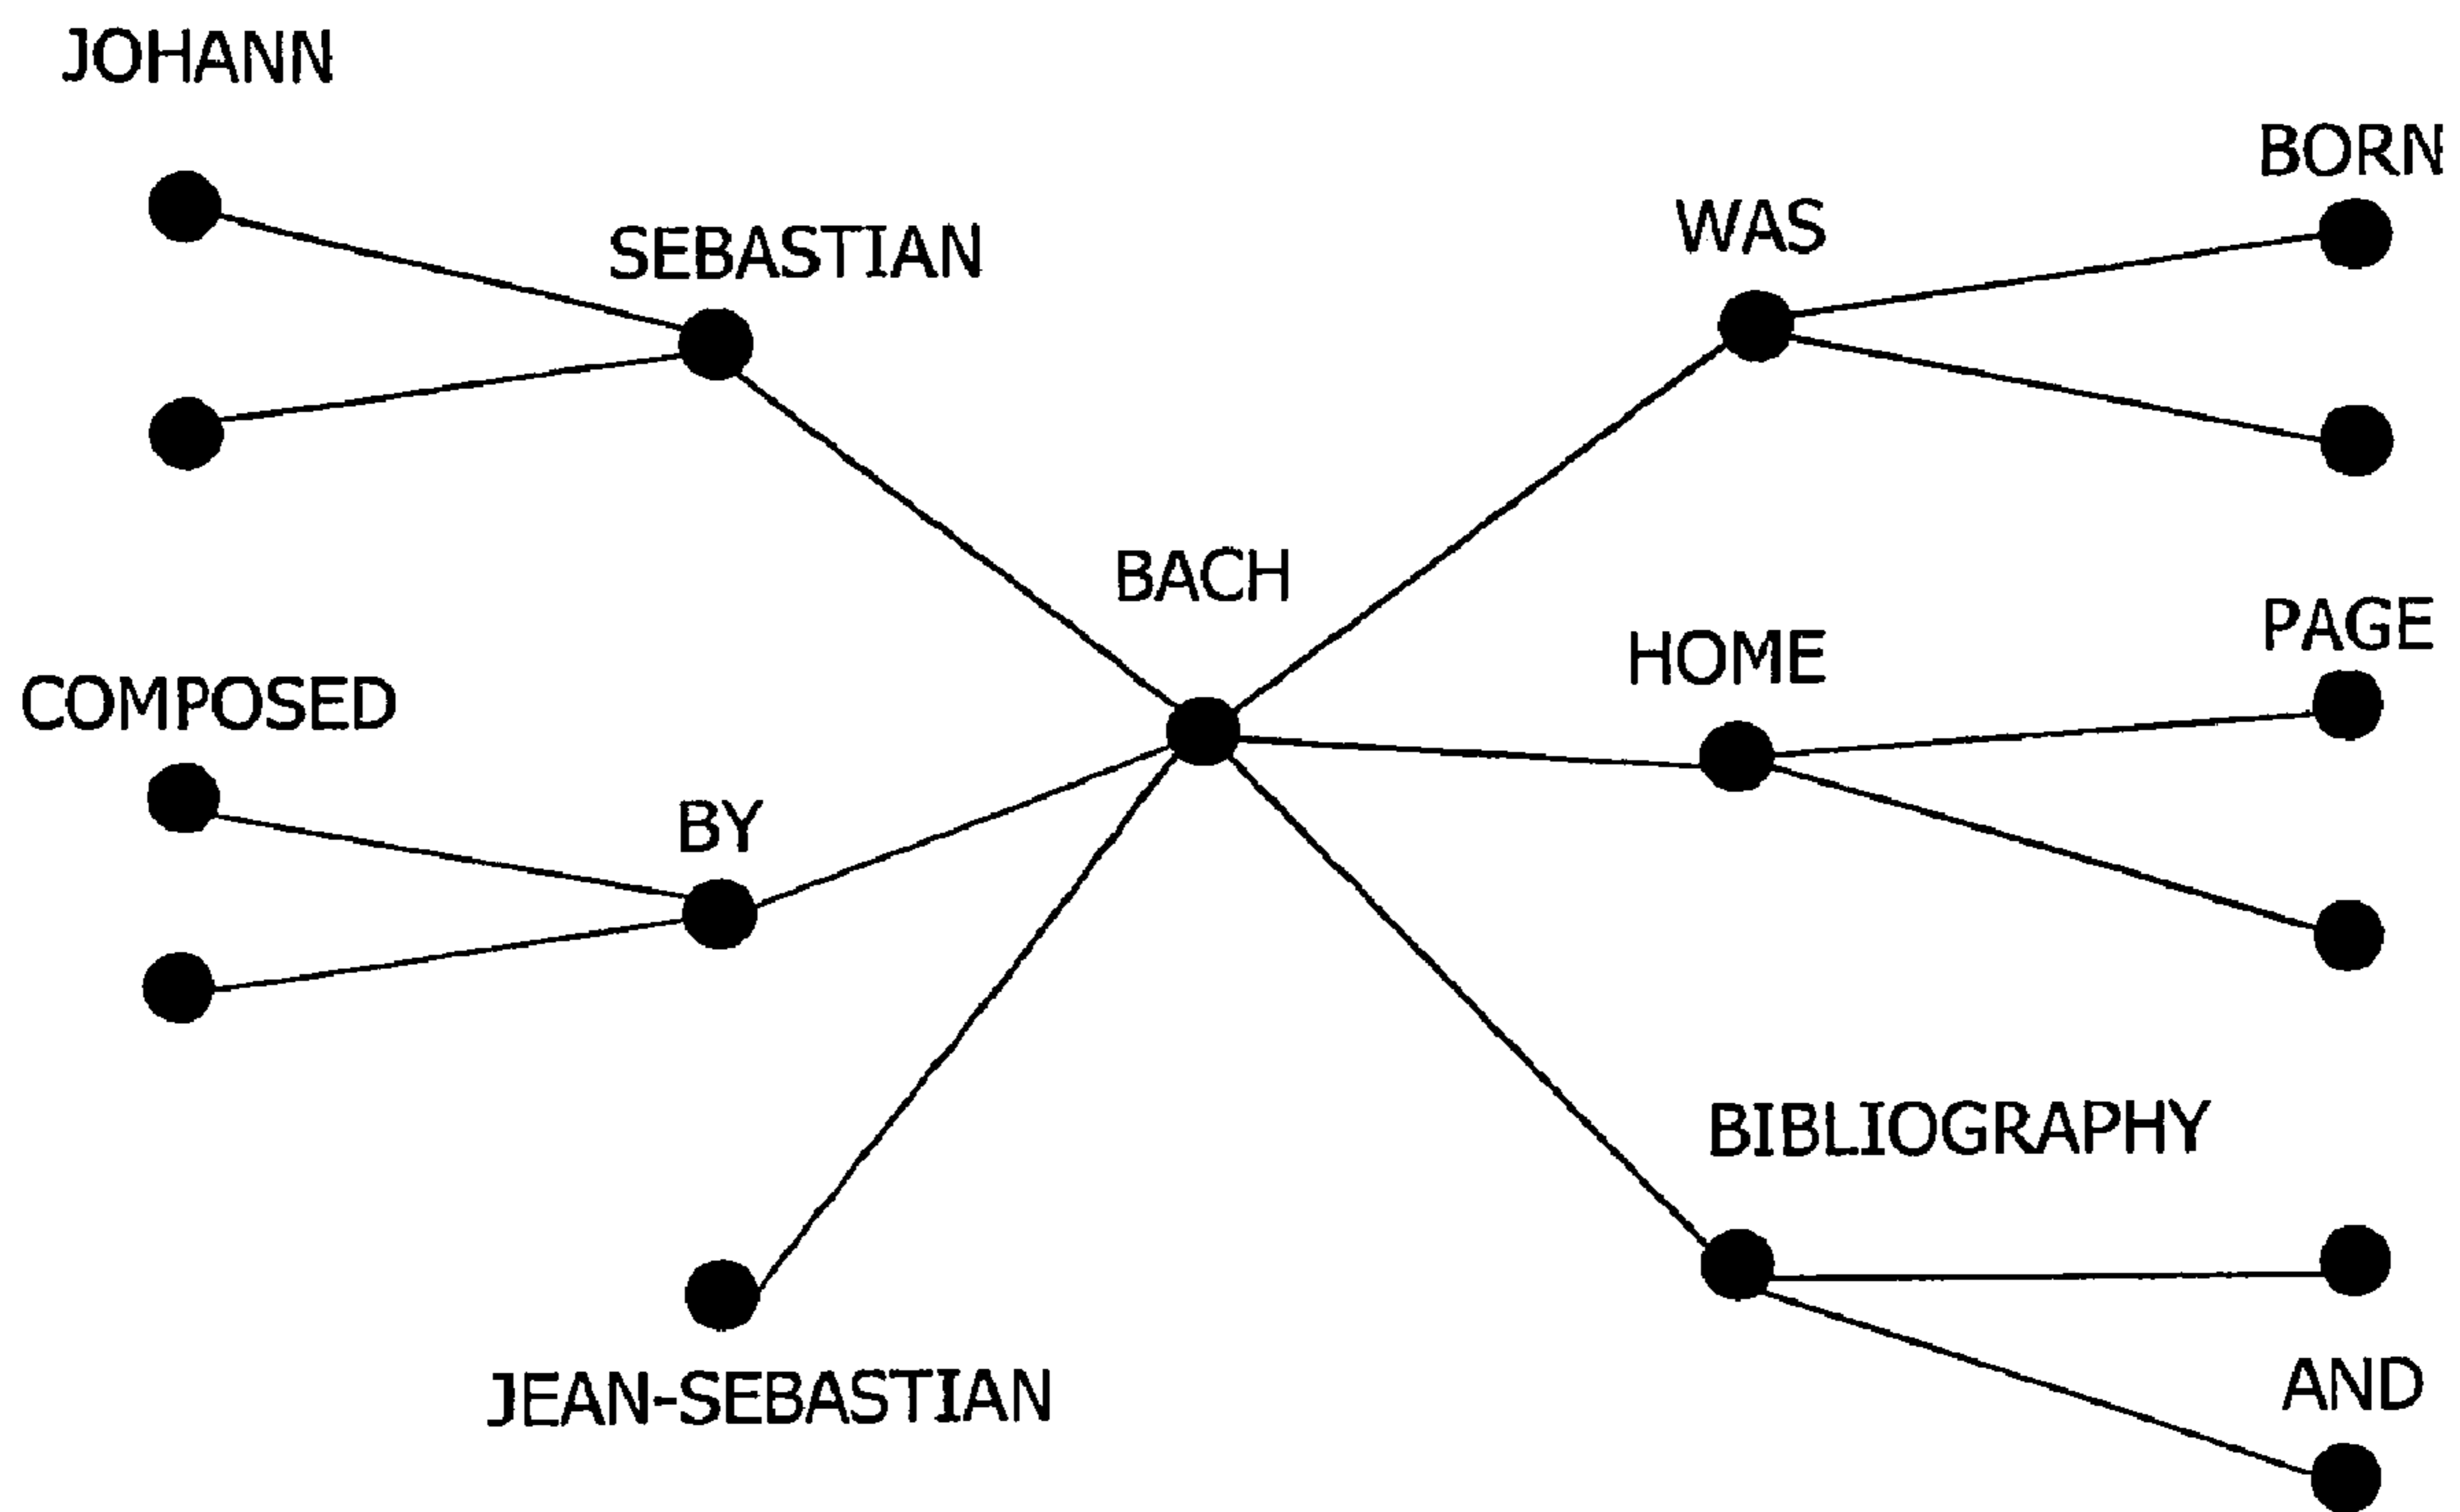 JOHANN
BORN
WAS
SEBASTIAN
BACH
PAGE
HOME
COMPOSED
BY
BIBLIOGRAPHY
AND
JEAN-SEBASTIAN